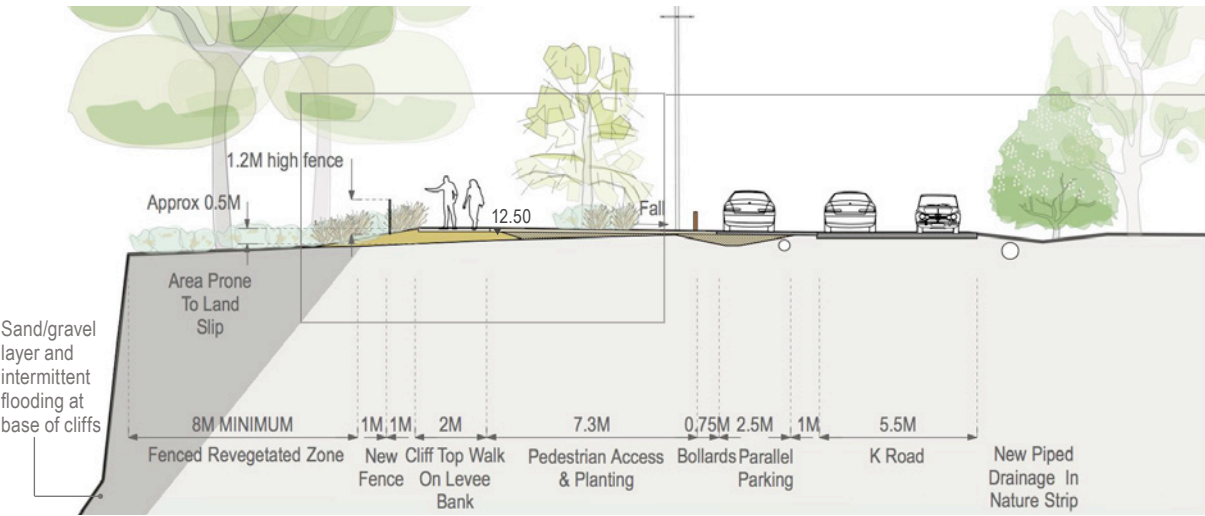 1.2M high fence
Approx 0.5M
12.50
Fall
Area Prone
To Land
Slip
Sand/gravel
layer and
intermittent
flooding at
base of cliffs
8M MINIMUM
1M
1M
2M
7.3M
0.75M
2.5M
1M
5.5M
Fenced Revegetated Zone
New
Fence
Cliff Top Walk
On Levee
Bank
Pedestrian Access
& Planting
Bollards
Parallel
Parking
K Road
New Piped
Drainage In
Nature Strip